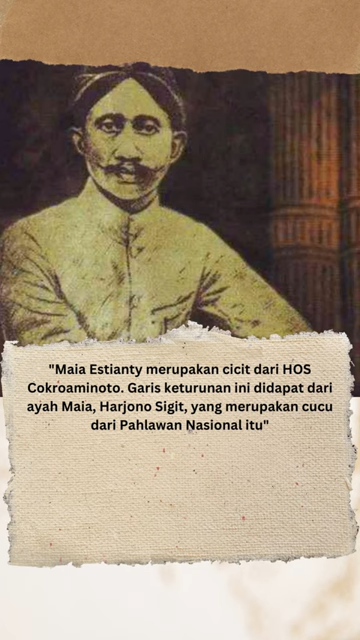 "Maia Estianty merupakan cicit dari HOS
Cokroaminoto. Garis keturunan ini didapat dari
ayah Maia, Harjono Sigit, yang merupakan cucu
dari Pahlawan Nasional itu"